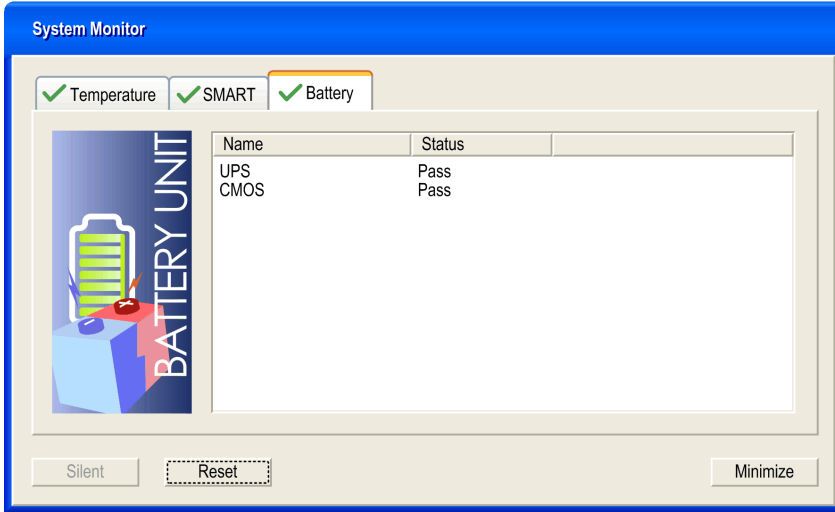 System Monitor
Temperature SMART Battery
BATTERY UNIT
Name Status
UPS Pass
CMOS Pass
Silent Reset Minimize